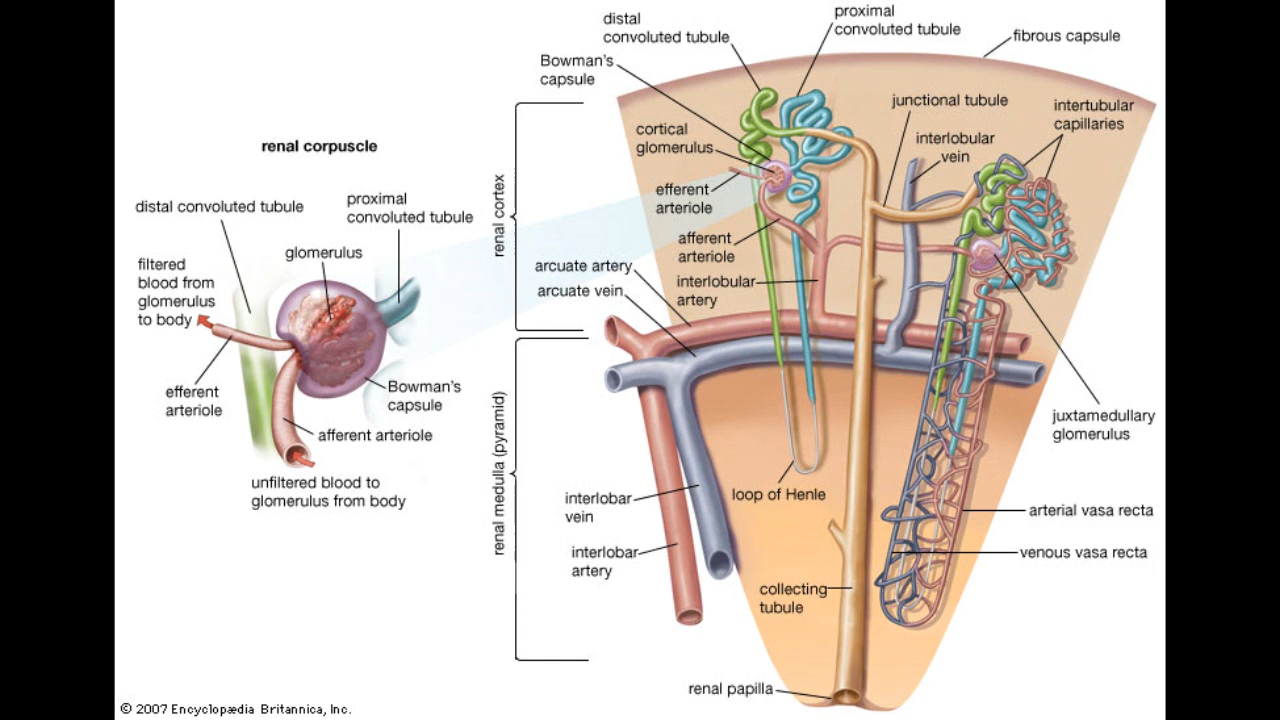 renal corpuscle
distal convoluted tubule
proximal
convoluted tubule
glomerulus
filtered
blood from
glomerulus
to body
efferent
arteriole
Bowman's
capsule
afferent arteriole
unfiltered blood to
glomerulus from body
distal
convoluted tubule
proximal
convoluted tubule
fibrous capsule
Bowman's
capsule
junctional tubule
intertubular
capillaries
cortical
glomerulus
interlobular
vein
renal cortex
efferent
arteriole
afferent
arteriole
arcuate artery
interlobular
artery
arcuate vein
renal medulla (pyramid)
juxtamedullary
glomerulus
loop of Henle
interlobar
vein
arterial vasa recta
interlobar
artery
venous vasa recta
collecting
tubule
renal papilla
© 2007 Encyclopædia Britannica, Inc.